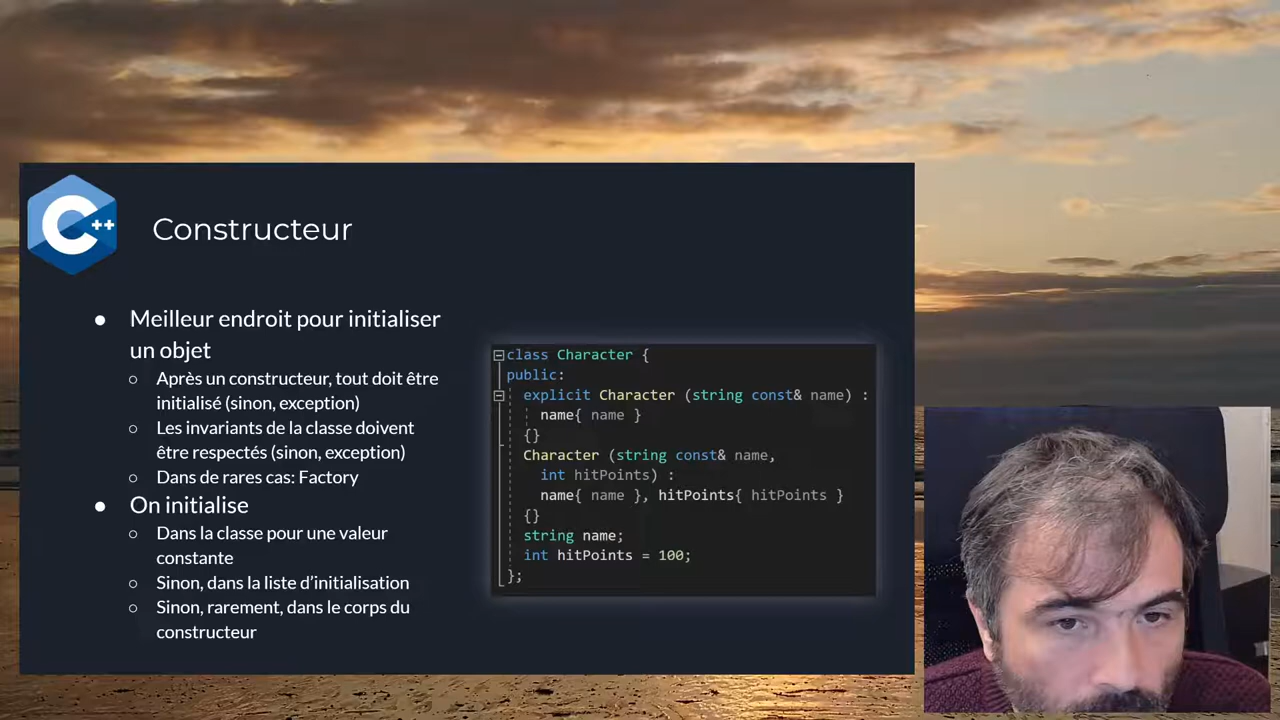 C++
Constructeur
● Meilleur endroit pour initialiser
un objet
○ Après un constructeur, tout doit être
initialisé (sinon, exception)
○ Les invariants de la classe doivent
être respectés (sinon, exception)
○ Dans de rares cas: Factory
● On initialise
○ Dans la classe pour une valeur
constante
○ Sinon, dans la liste d'initialisation
○ Sinon, rarement, dans le corps du
constructeur
class Character {
public:
explicit Character (string const& name) :
name{ name }
{}
Character (string const& name,
int hitPoints) :
name{ name }, hitPoints{ hitPoints }
{}
string name;
int hitPoints = 100;
};